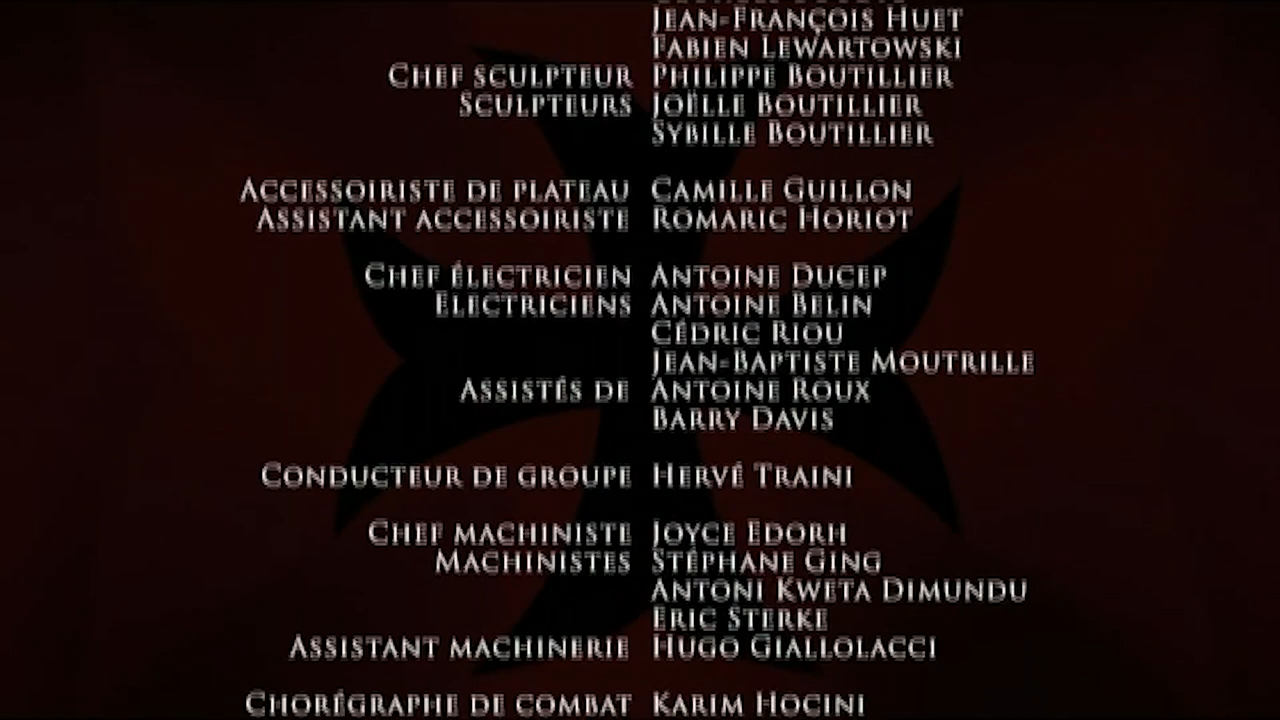 Jean-François Huet
Fabien Lewartowski
Chef sculpteur Philippe Boutillier
Sculpteurs Joëlle Boutillier
Sybille Boutillier
Accessoiriste de plateau Camille Guillon
Assistant accessoiriste Romaric Horiot
Chef électricien Antoine Ducep
Electriciens Antoine Belin
Cédric Riou
Jean-Baptiste Moutrille
Assistés de Antoine Roux
Barry Davis
Conducteur de groupe Hervé Traini
Chef machiniste Joyce Edorh
Machinistes Stéphane Ging
Antoni Kweta Dimundu
Eric Sterke
Assistant machinerie Hugo Giallolacci
Chorégraphe de combat Karim Hocini